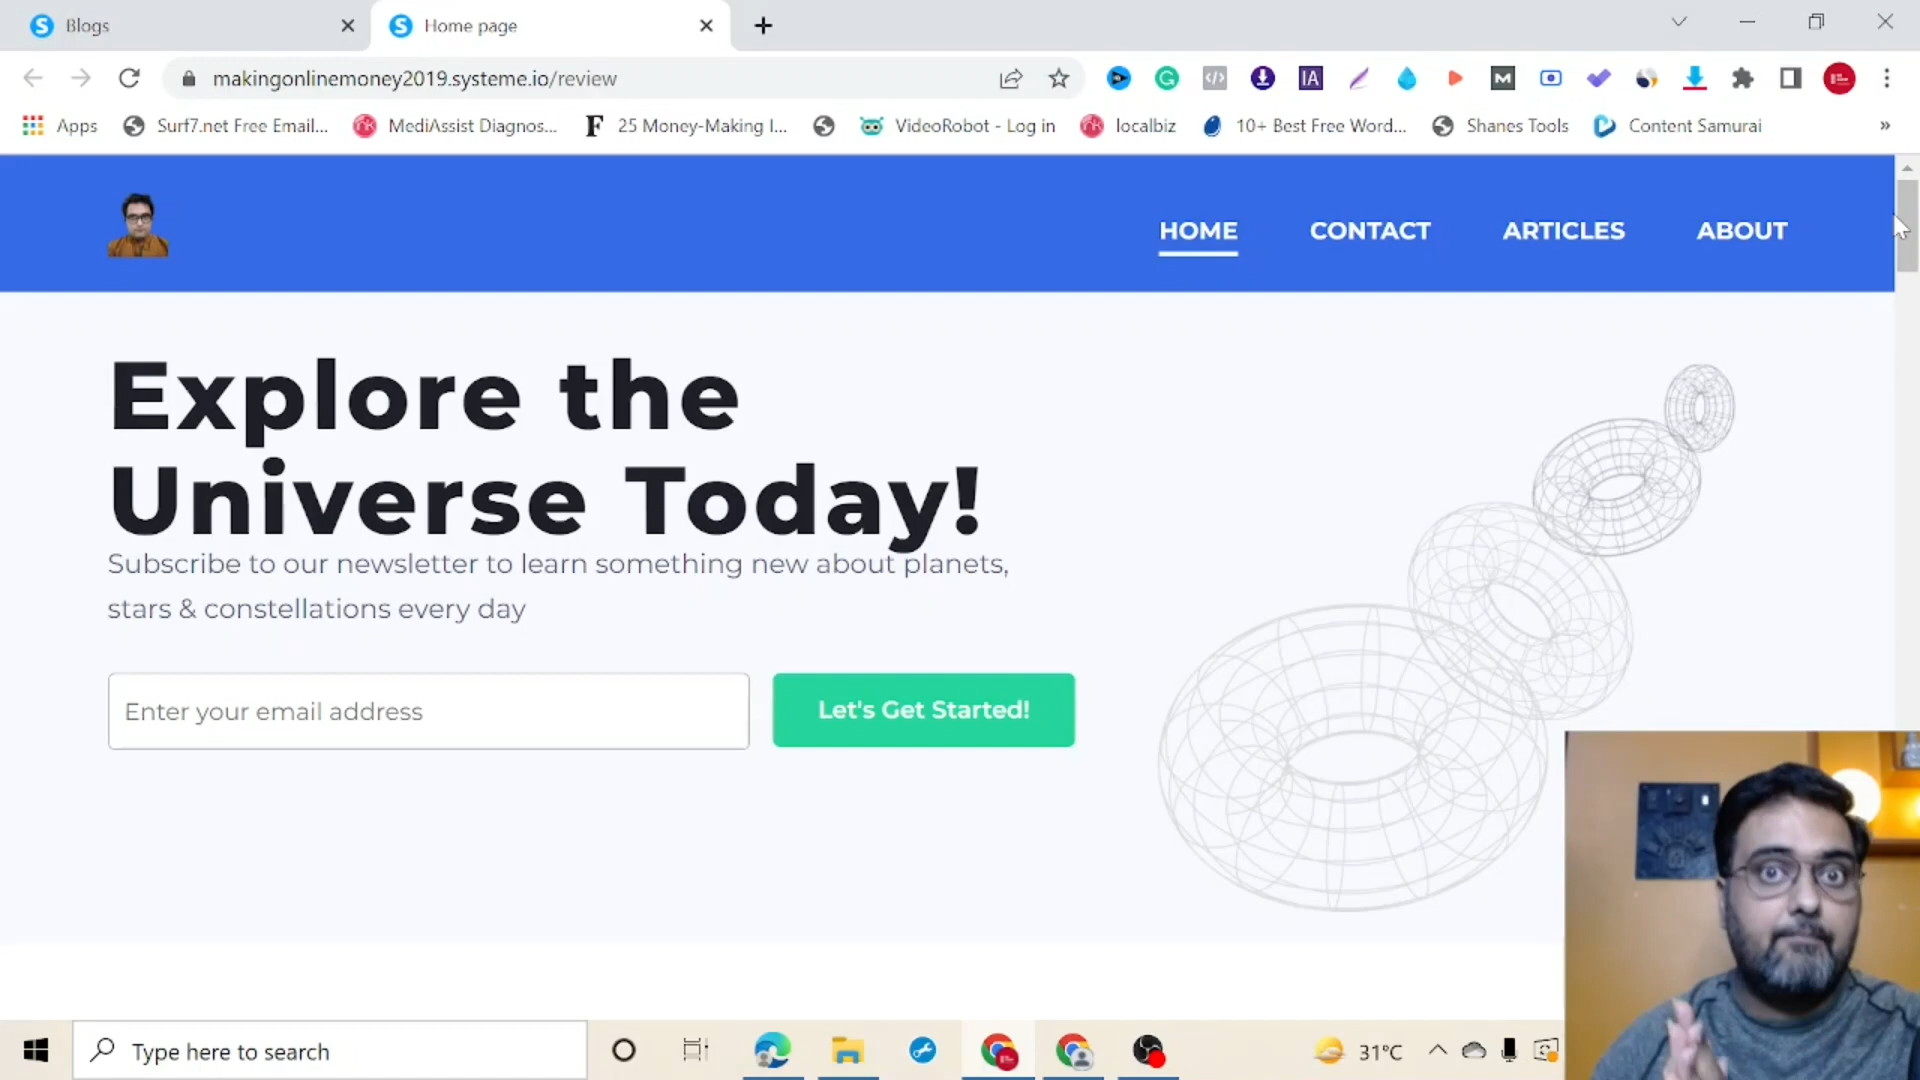 Blogs
Home page
makingonlinemoney2019.systeme.io/review
Apps
Surf7.net Free Email...
MediAssist Diagnos...
25 Money-Making I...
VideoRobot - Log in
localbiz
10+ Best Free Word...
Shanes Tools
Content Samurai
»
HOME
CONTACT
ARTICLES
ABOUT
Explore the
Universe Today!
Subscribe to our newsletter to learn something new about planets,
stars & constellations every day
Enter your email address
Let's Get Started!
Type here to search
31°C